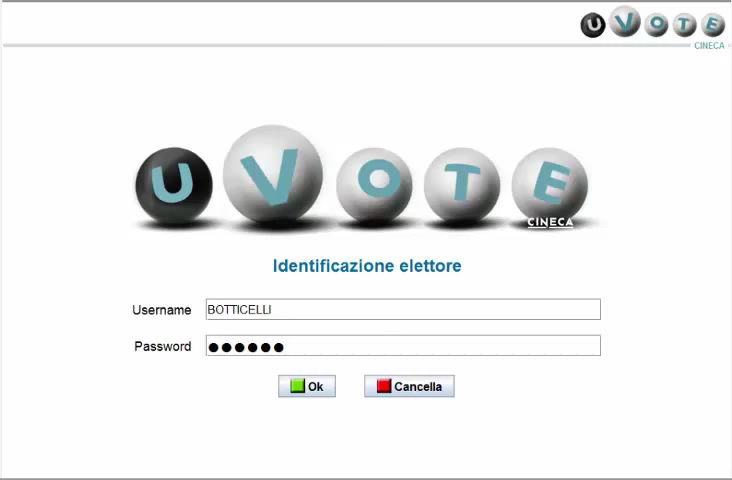 UVOTE
CINECA
UVOTE
CINECA
Identificazione elettore
Username BOTTICELLI
Password ●●●●●●
Ok Cancella